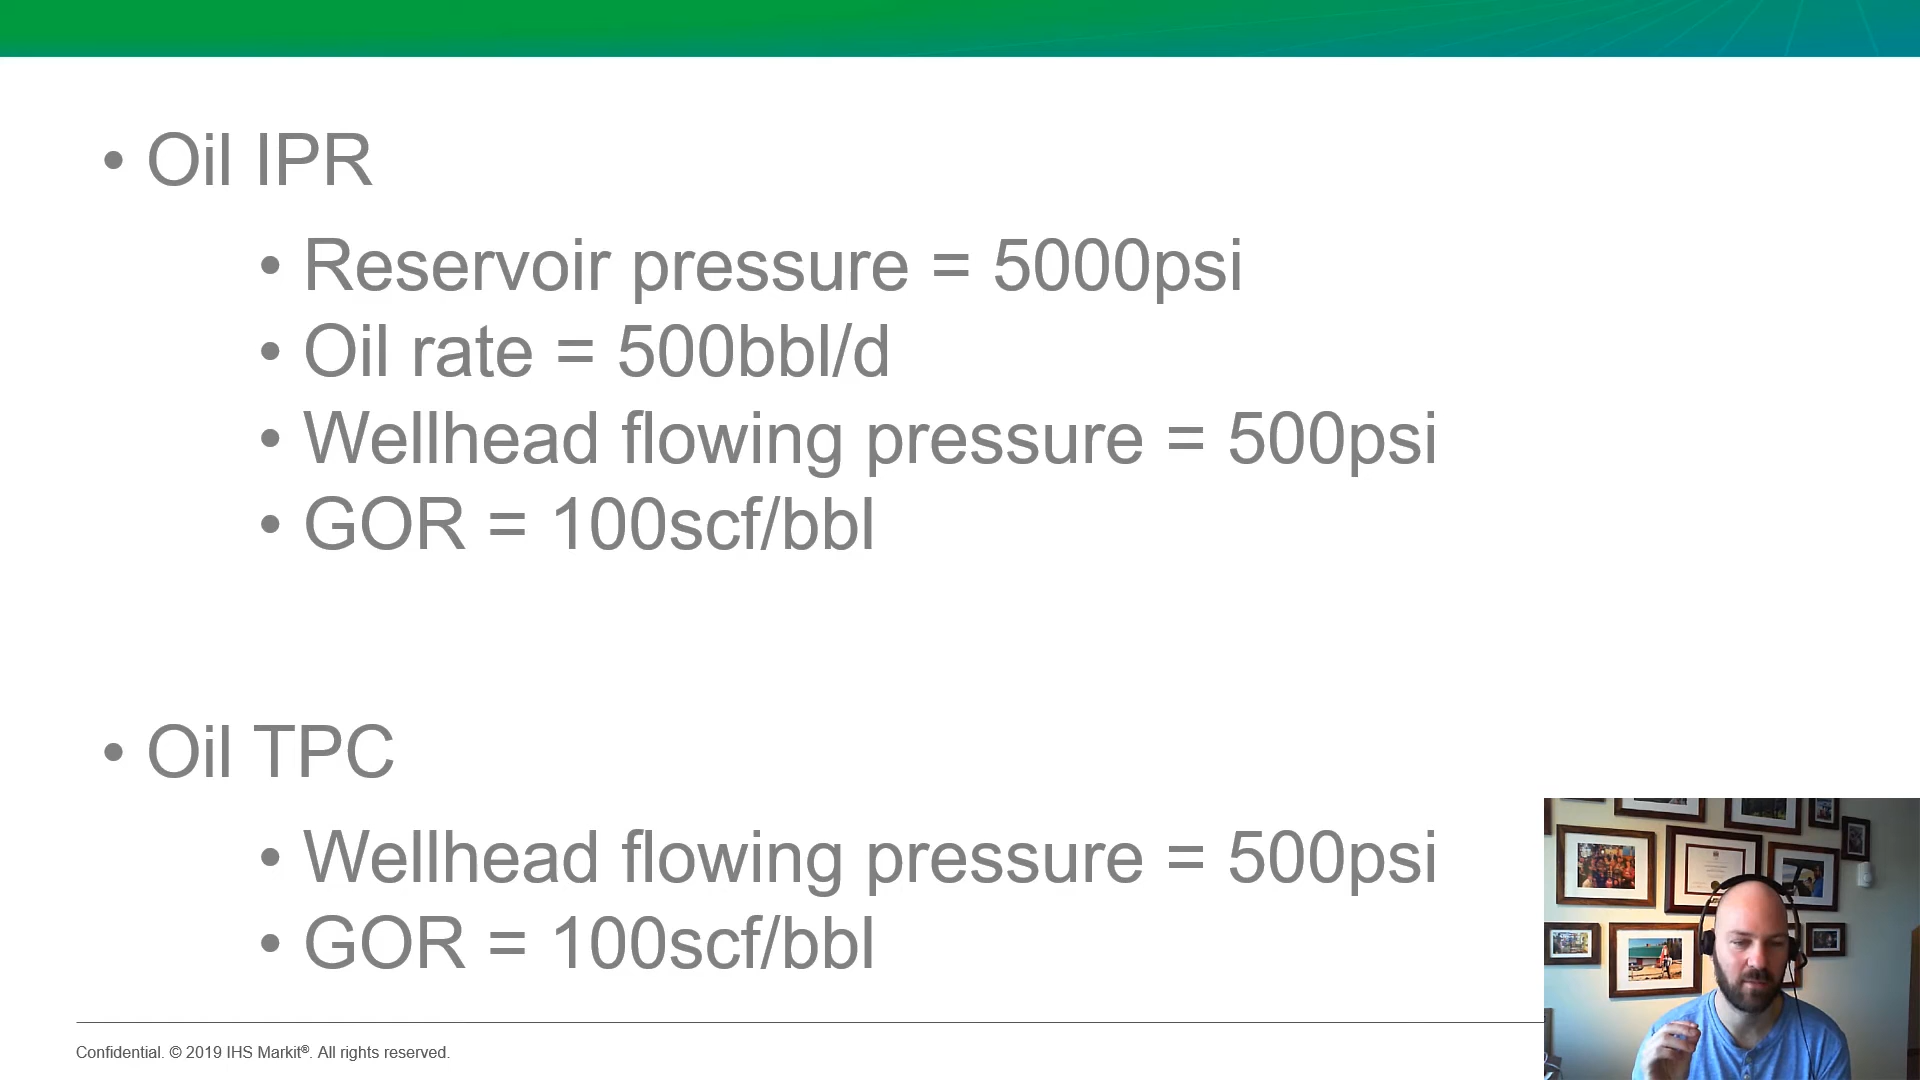 • Oil IPR
• Reservoir pressure = 5000psi
• Oil rate = 500bbl/d
• Wellhead flowing pressure = 500psi
• GOR = 100scf/bbl
• Oil TPC
• Wellhead flowing pressure = 500psi
• GOR = 100scf/bbl
Confidential. © 2019 IHS Markit®. All rights reserved.